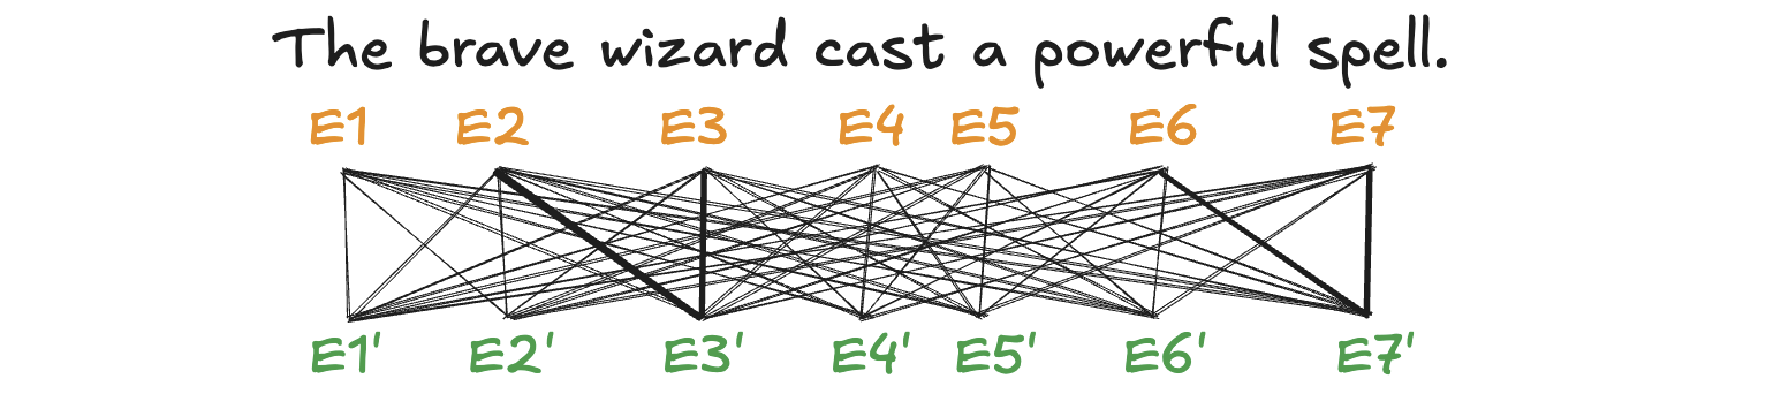 The brave wizard cast a powerful spell.
E1 E2 E3 E4 E5 E6 E7
E1' E2' E3' E4' E5' E6' E7'